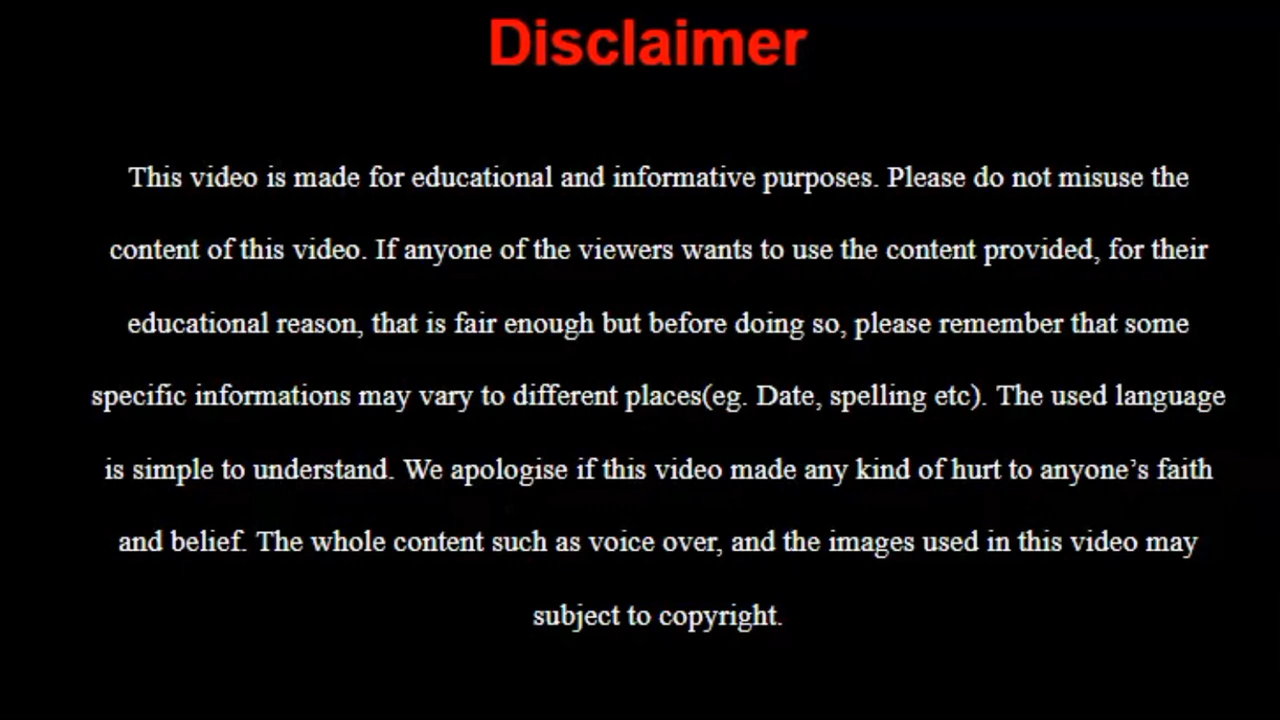 Disclaimer
This video is made for educational and informative purposes. Please do not misuse the
content of this video. If anyone of the viewers wants to use the content provided, for their
educational reason, that is fair enough but before doing so, please remember that some
specific informations may vary to different places(eg. Date, spelling etc). The used language
is simple to understand. We apologise if this video made any kind of hurt to anyone’s faith
and belief. The whole content such as voice over, and the images used in this video may
subject to copyright.